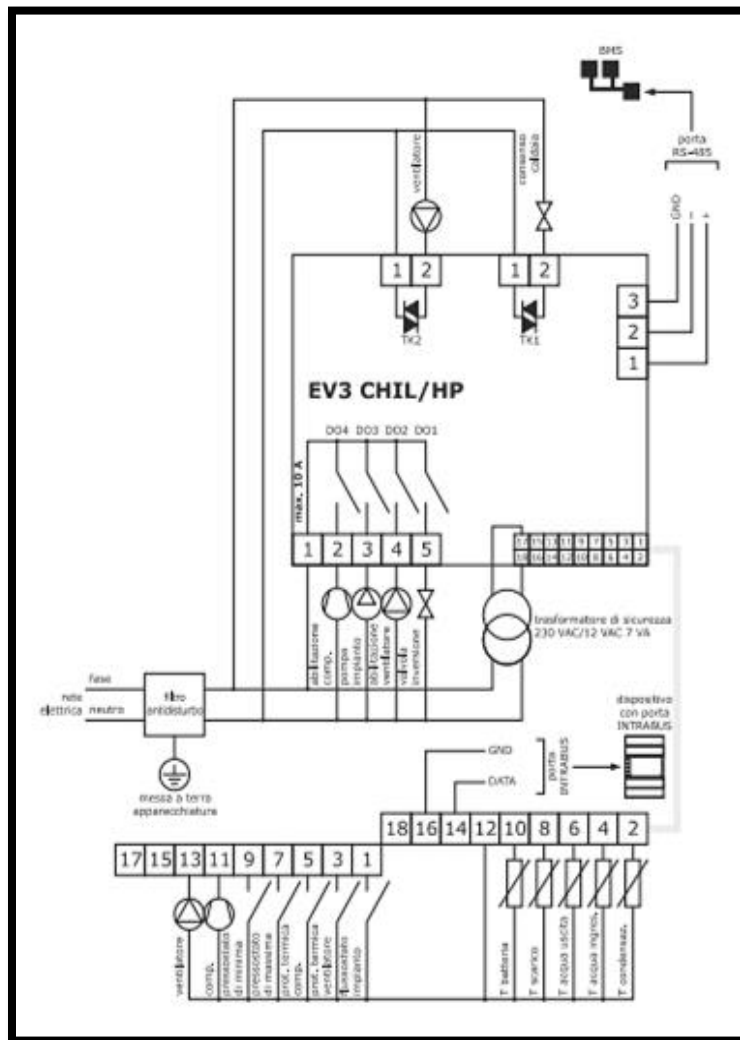 BMS
porta
RS-485
ventilatore
consenso
caldaia
GND
–
+
1 2
1 2
TK2
TK1
3
2
1
EV3 CHIL/HP
DO4 DO3 DO2 DO1
max. 10 A
1 2 3 4 5
17 15 13 11 9 7 5 3 1
18 16 14 12 10 8 6 4 2
abilitazione
comp.
pompa
impianto
abilitazione
ventilatore
valvola
inversione
trasformatore di sicurezza
230 VAC/12 VAC 7 VA
fase
rete
elettrica
neutro
filtro
antidisturbo
messa a terra
apparecchiatura
dispositivo
con porta
INTRABUS
GND
DATA
porta
INTRABUS
18 16 14 12 10 8 6 4 2
17 15 13 11 9 7 5 3 1
ventilatore
comp.
pressostato
di minima
pressostato
di massima
prot. termica
comp.
prot. termica
ventilatore
flussostato
impianto
T batteria
T scarico
T acqua uscita
T acqua ingres.
T condensaz.